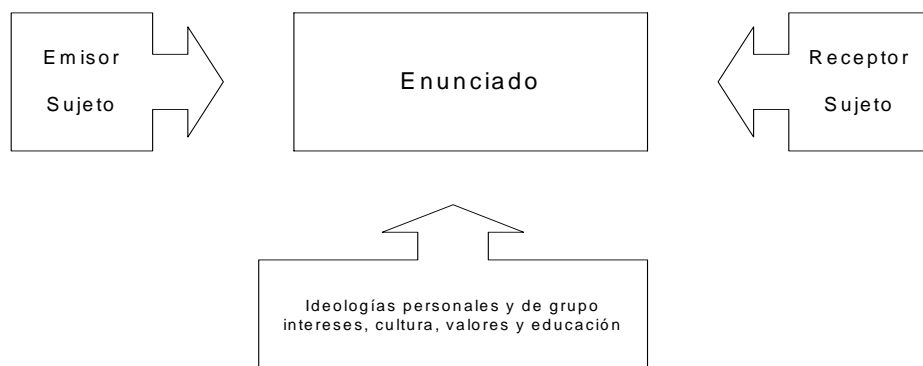 Emisor
Sujeto
Enunciado
Receptor
Sujeto
Ideologías personales y de grupo
intereses, cultura, valores y educación